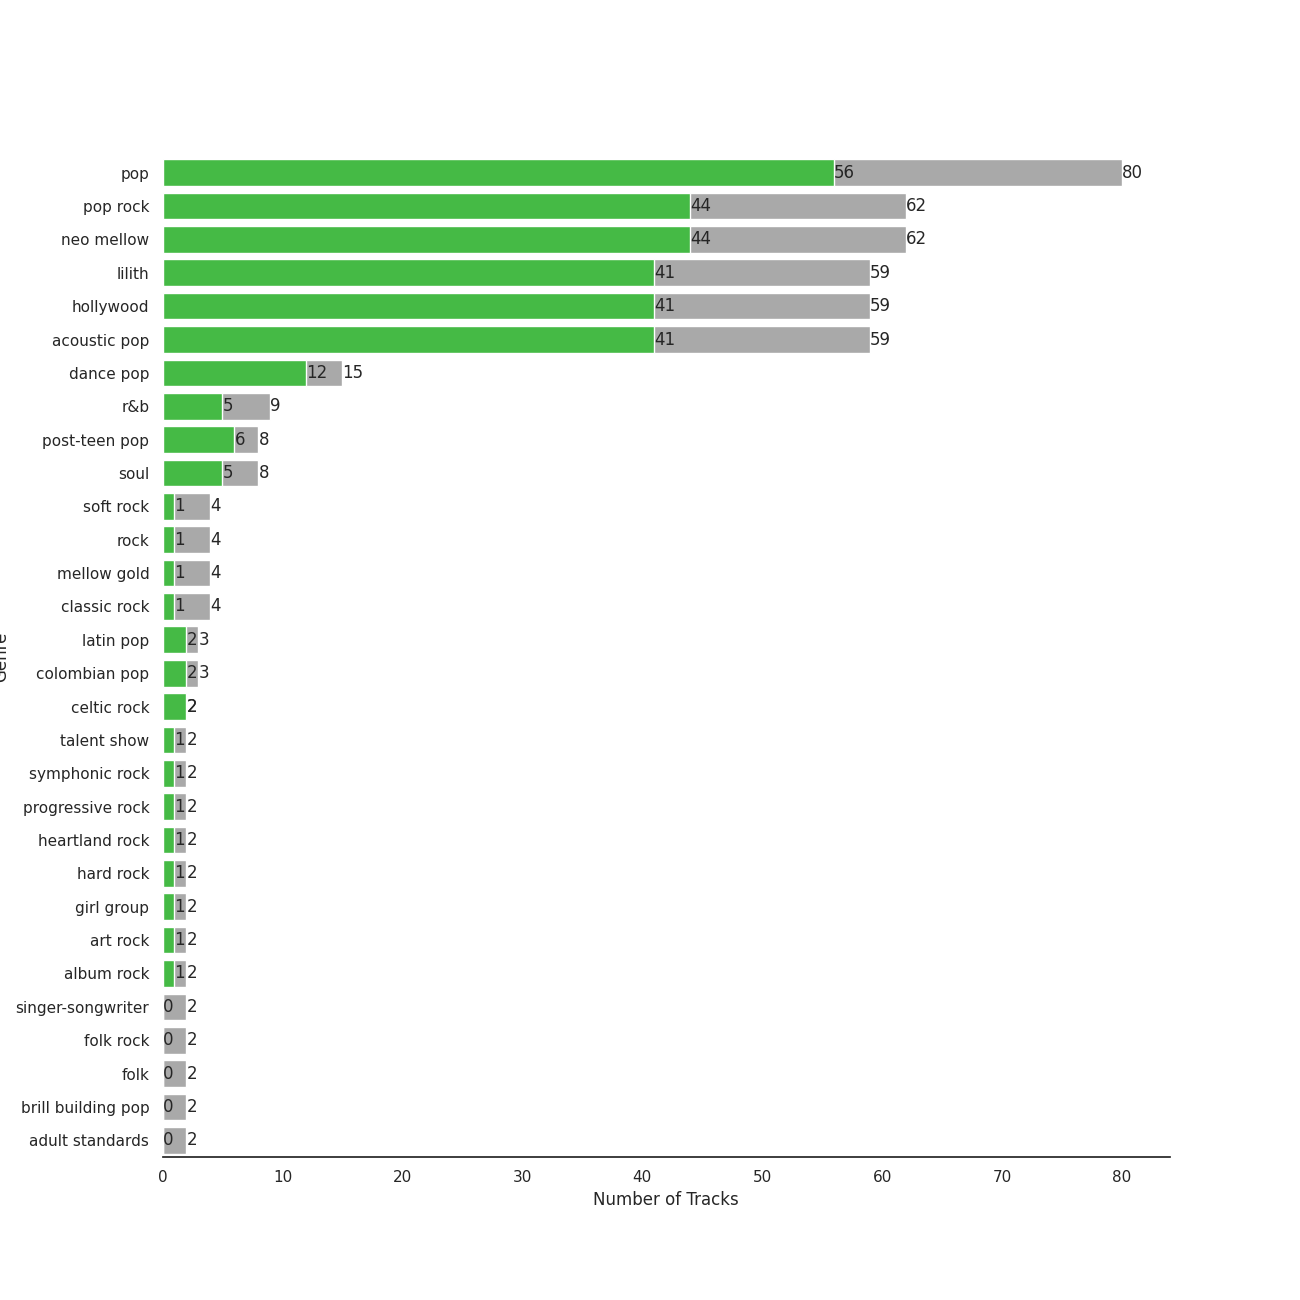 pop 56 80
pop rock 44 62
neo mellow 44 62
lilith 41 59
hollywood 41 59
acoustic pop 41 59
dance pop 12 15
r&b 5 9
post-teen pop 6 8
soul 5 8
soft rock 1 4
rock 1 4
mellow gold 1 4
classic rock 1 4
latin pop 2 3
colombian pop 2 3
celtic rock 2
talent show 1 2
symphonic rock 1 2
progressive rock 1 2
heartland rock 1 2
hard rock 1 2
girl group 1 2
art rock 1 2
album rock 1 2
singer-songwriter 0 2
folk rock 0 2
folk 0 2
brill building pop 0 2
adult standards 0 2
0 10 20 30 40 50 60 70 80
Number of Tracks
Genre